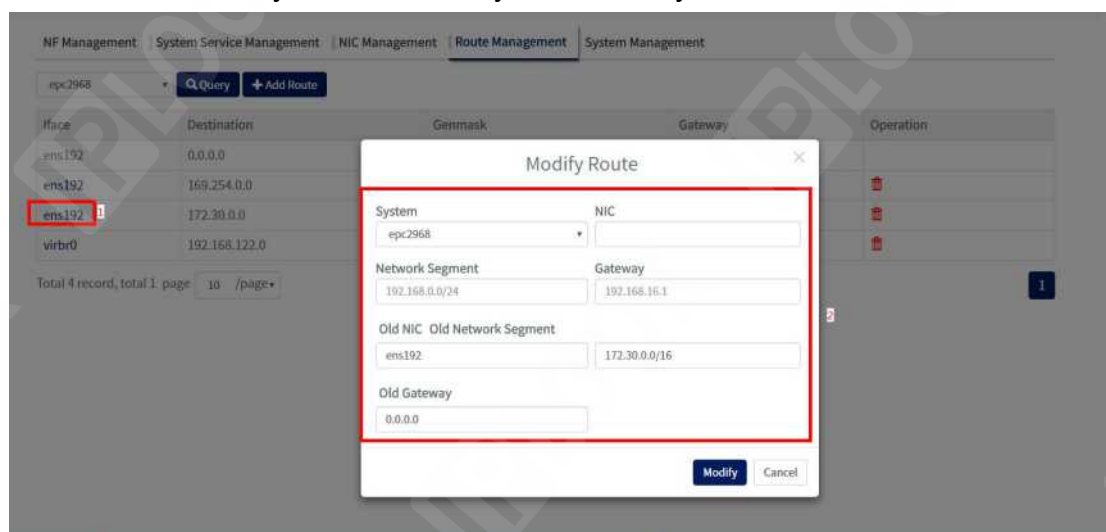 NF Management System Service Management NIC Management Route Management System Management
epc2968 Query + Add Route
Iface Destination Genmask Gateway Operation
ens192 0.0.0.0
ens192 169.254.0.0
ens192 1 172.30.0.0
virbr0 192.168.122.0
Total 4 record, total 1 page 10 /page 1
Modify Route ×
System NIC
epc2968
Network Segment Gateway
192.168.0.0/24 192.168.16.1
2
Old NIC Old Network Segment
ens192 172.30.0.0/16
Old Gateway
0.0.0.0
Modify Cancel